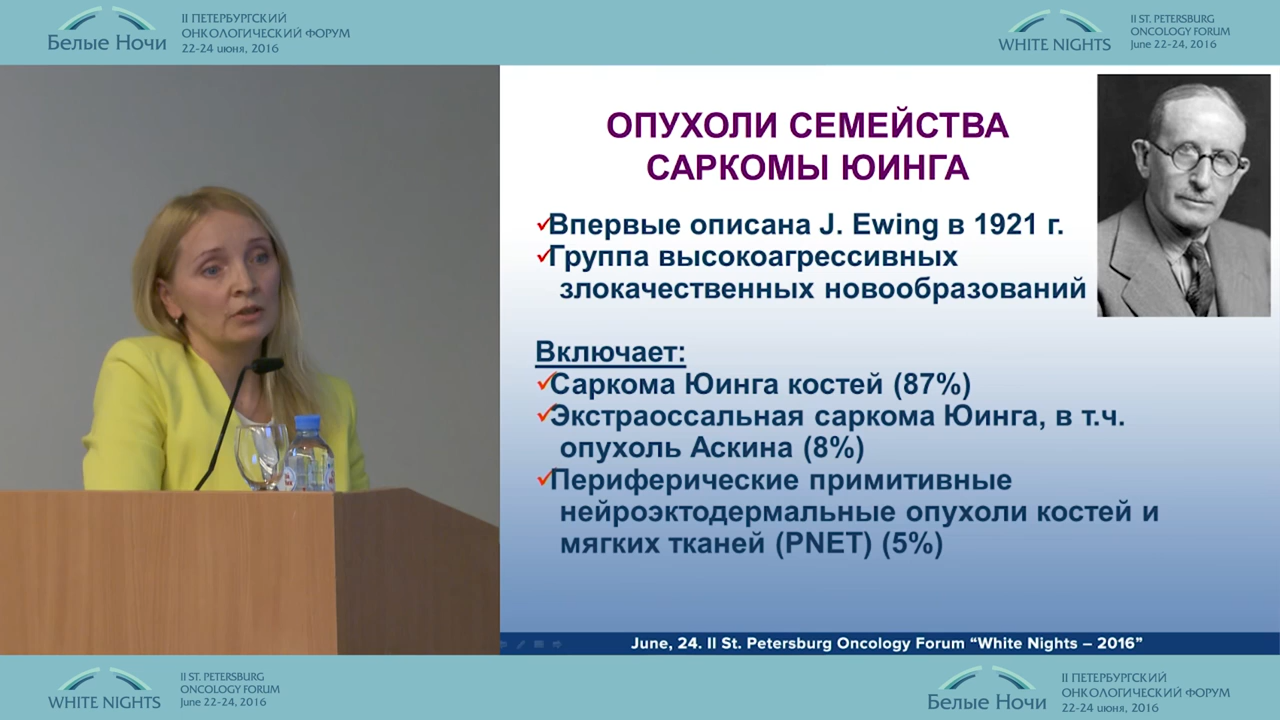 Белые Ночи
II ПЕТЕРБУРГСКИЙ
ОНКОЛОГИЧЕСКИЙ ФОРУМ
22-24 июня, 2016
WHITE NIGHTS
II ST. PETERSBURG
ONCOLOGY FORUM
June 22-24, 2016
ОПУХОЛИ СЕМЕЙСТВА
САРКОМЫ ЮИНГА
Впервые описана J. Ewing в 1921 г.
Группа высокоагрессивных
злокачественных новообразований
Включает:
Саркома Юинга костей (87%)
Экстраоссальная саркома Юинга, в т.ч.
опухоль Аскина (8%)
Периферические примитивные
нейроэктодермальные опухоли костей и
мягких тканей (PNET) (5%)
June, 24. II St. Petersburg Oncology Forum “White Nights – 2016”
WHITE NIGHTS
II ST. PETERSBURG
ONCOLOGY FORUM
June 22-24, 2016
Белые Ночи
II ПЕТЕРБУРГСКИЙ
ОНКОЛОГИЧЕСКИЙ ФОРУМ
22-24 июня, 2016